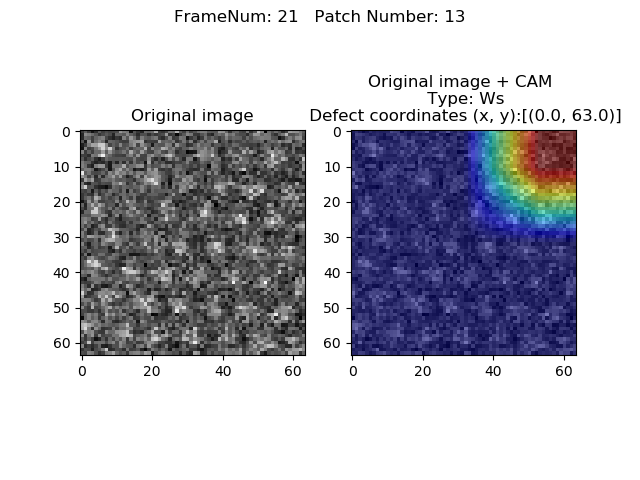 FrameNum: 21   Patch Number: 13
Original image
Original image + CAM
Type: Ws
Defect coordinates (x, y):[(0.0, 63.0)]
0
10
20
30
40
50
60
0 20 40 60
0
10
20
30
40
50
60
0 20 40 60